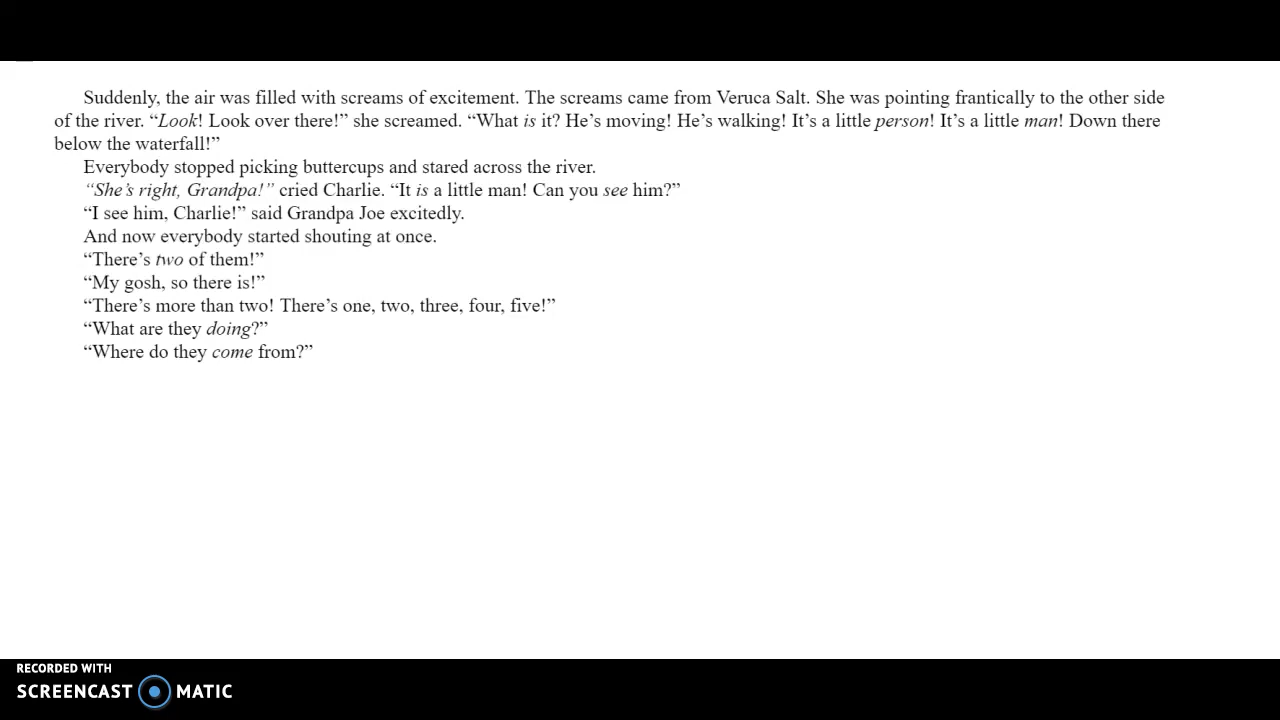 Suddenly, the air was filled with screams of excitement. The screams came from Veruca Salt. She was pointing frantically to the other side
of the river. “Look! Look over there!” she screamed. “What is it? He’s moving! He’s walking! It’s a little person! It’s a little man! Down there
below the waterfall!”
Everybody stopped picking buttercups and stared across the river.
“She’s right, Grandpa!” cried Charlie. “It is a little man! Can you see him?”
“I see him, Charlie!” said Grandpa Joe excitedly.
And now everybody started shouting at once.
“There’s two of them!”
“My gosh, so there is!”
“There’s more than two! There’s one, two, three, four, five!”
“What are they doing?”
“Where do they come from?”
RECORDED WITH
SCREENCAST MATIC